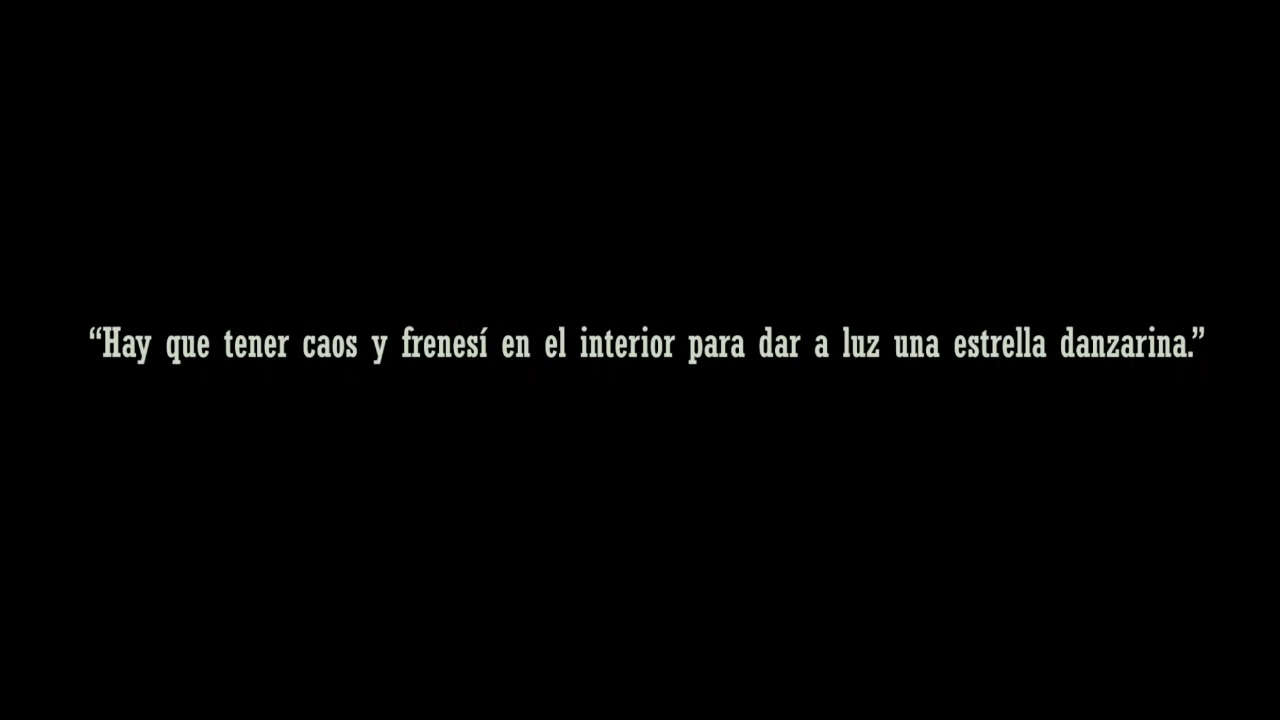 “Hay que tener caos y frenesí en el interior para dar a luz una estrella danzarina.”